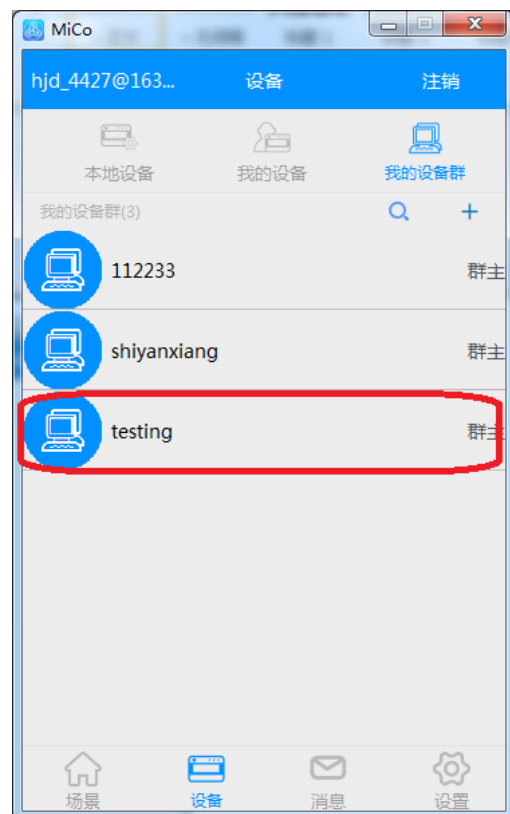 MiCo
hjd_4427@163... 设备 注销
本地设备 我的设备 我的设备群
我的设备群(3)
112233 群主
shiyanxiang 群主
testing 群主
场景 设备 消息 设置